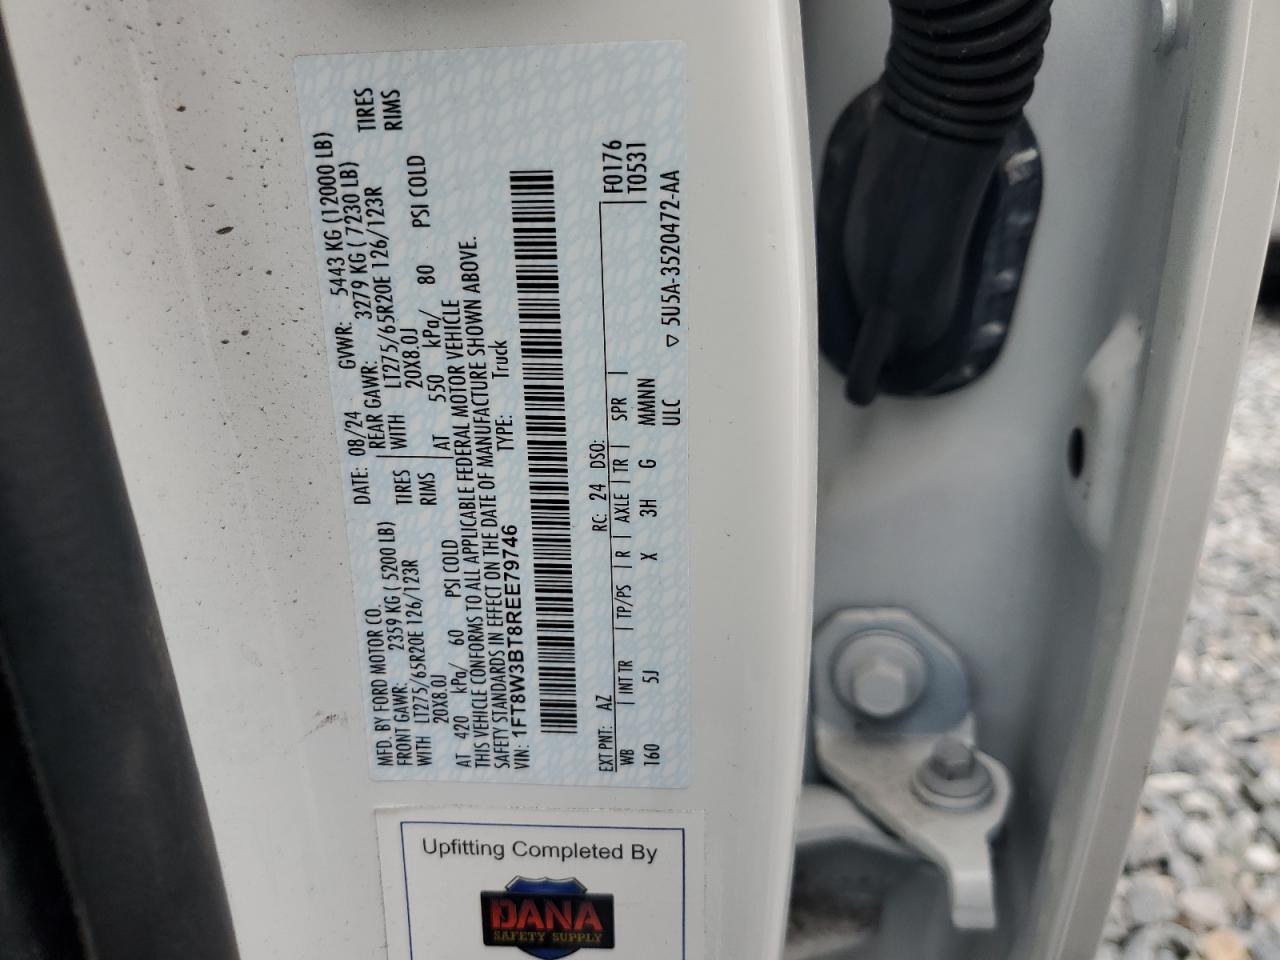 MFD. BY FORD MOTOR CO.
DATE: 08/24 GVWR: 5443 KG (12000 LB)
FRONT GAWR: 2359 KG ( 5200 LB) REAR GAWR: 3279 KG ( 7230 LB)
WITH LT275/65R20E 126/123R TIRES WITH LT275/65R20E 126/123R TIRES
20X8.0J RIMS 20X8.0J RIMS
AT 420 kPa/ 60 PSI COLD AT 550 kPa/ 80 PSI COLD
THIS VEHICLE CONFORMS TO ALL APPLICABLE FEDERAL MOTOR VEHICLE
SAFETY STANDARDS IN EFFECT ON THE DATE OF MANUFACTURE SHOWN ABOVE.
VIN: 1FT8W3BT8REE79746 TYPE: Truck
EXT PNT: AZ RC: 24 DSO: F0176
WB INT TR TP/PS R AXLE TR SPR T0531
160 5J X 3H G MMNNN
ULC ▽ 5U5A-3520472-AA
Upfitting Completed By
DANA
SAFETY SUPPLY